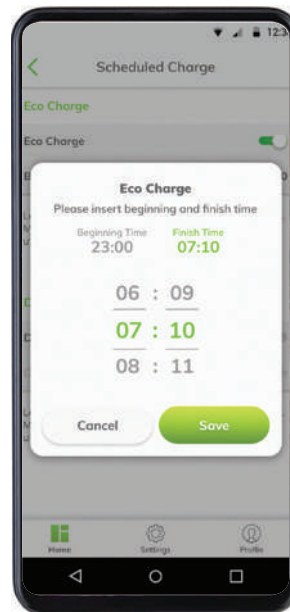 12:3
Scheduled Charge
Eco Charge
Eco Charge
Eco Charge
Please insert beginning and finish time
Beginning Time Finish Time
23:00 07:10
06 : 09
07 : 10
08 : 11
Cancel Save
Home Settings Profile